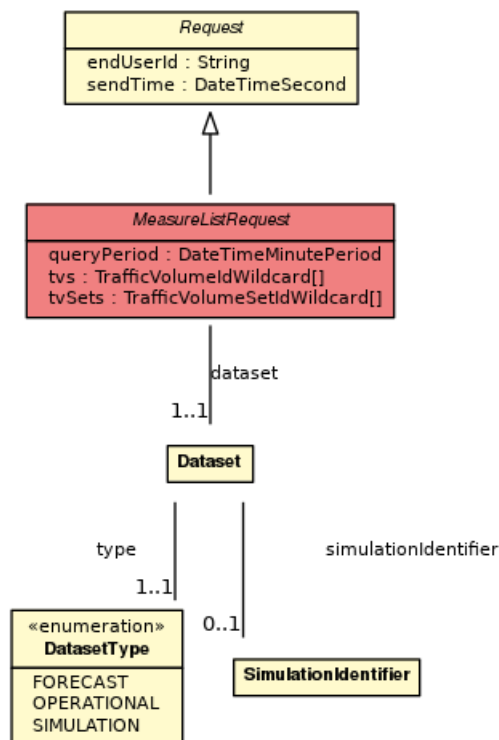 Request
endUserId : String
sendTime : DateTimeSecond
MeasureListRequest
queryPeriod : DateTimeMinutePeriod
tvs : TrafficVolumeIdWildcard[]
tvSets : TrafficVolumeSetIdWildcard[]
dataset
1..1
Dataset
type
simulationIdentifier
1..1
0..1
«enumeration»
DatasetType
FORECAST
OPERATIONAL
SIMULATION
SimulationIdentifier